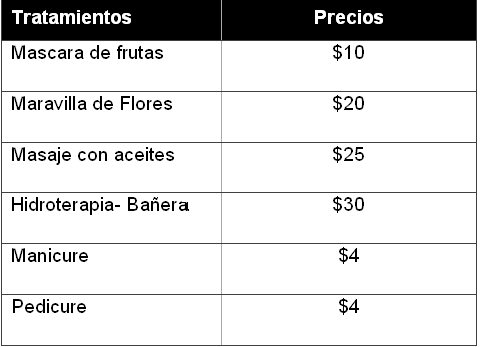 Tratamientos Precios
Mascara de frutas $10
Maravilla de Flores $20
Masaje con aceites $25
Hidroterapia- Bañera $30
Manicure $4
Pedicure $4